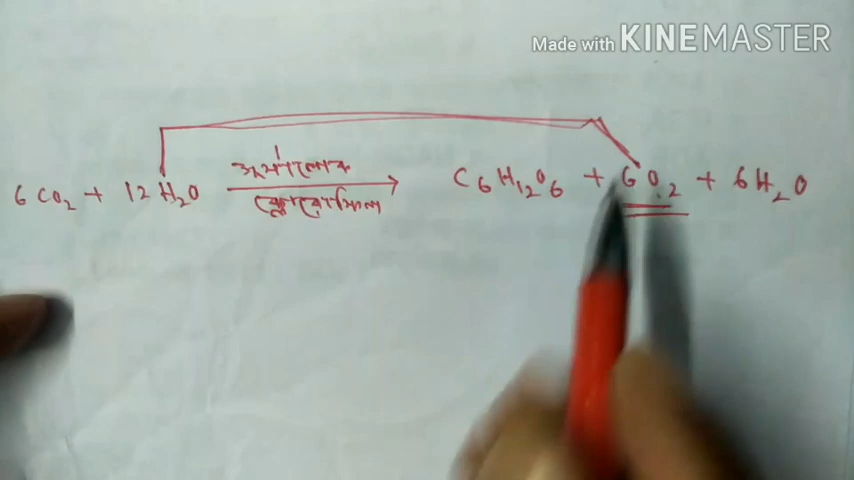 Made with KINEMASTER
সূর্যালোক
6CO₂ + 12H₂O → C₆H₁₂O₆ + 6O₂ + 6H₂O
ক্লোরোফিল